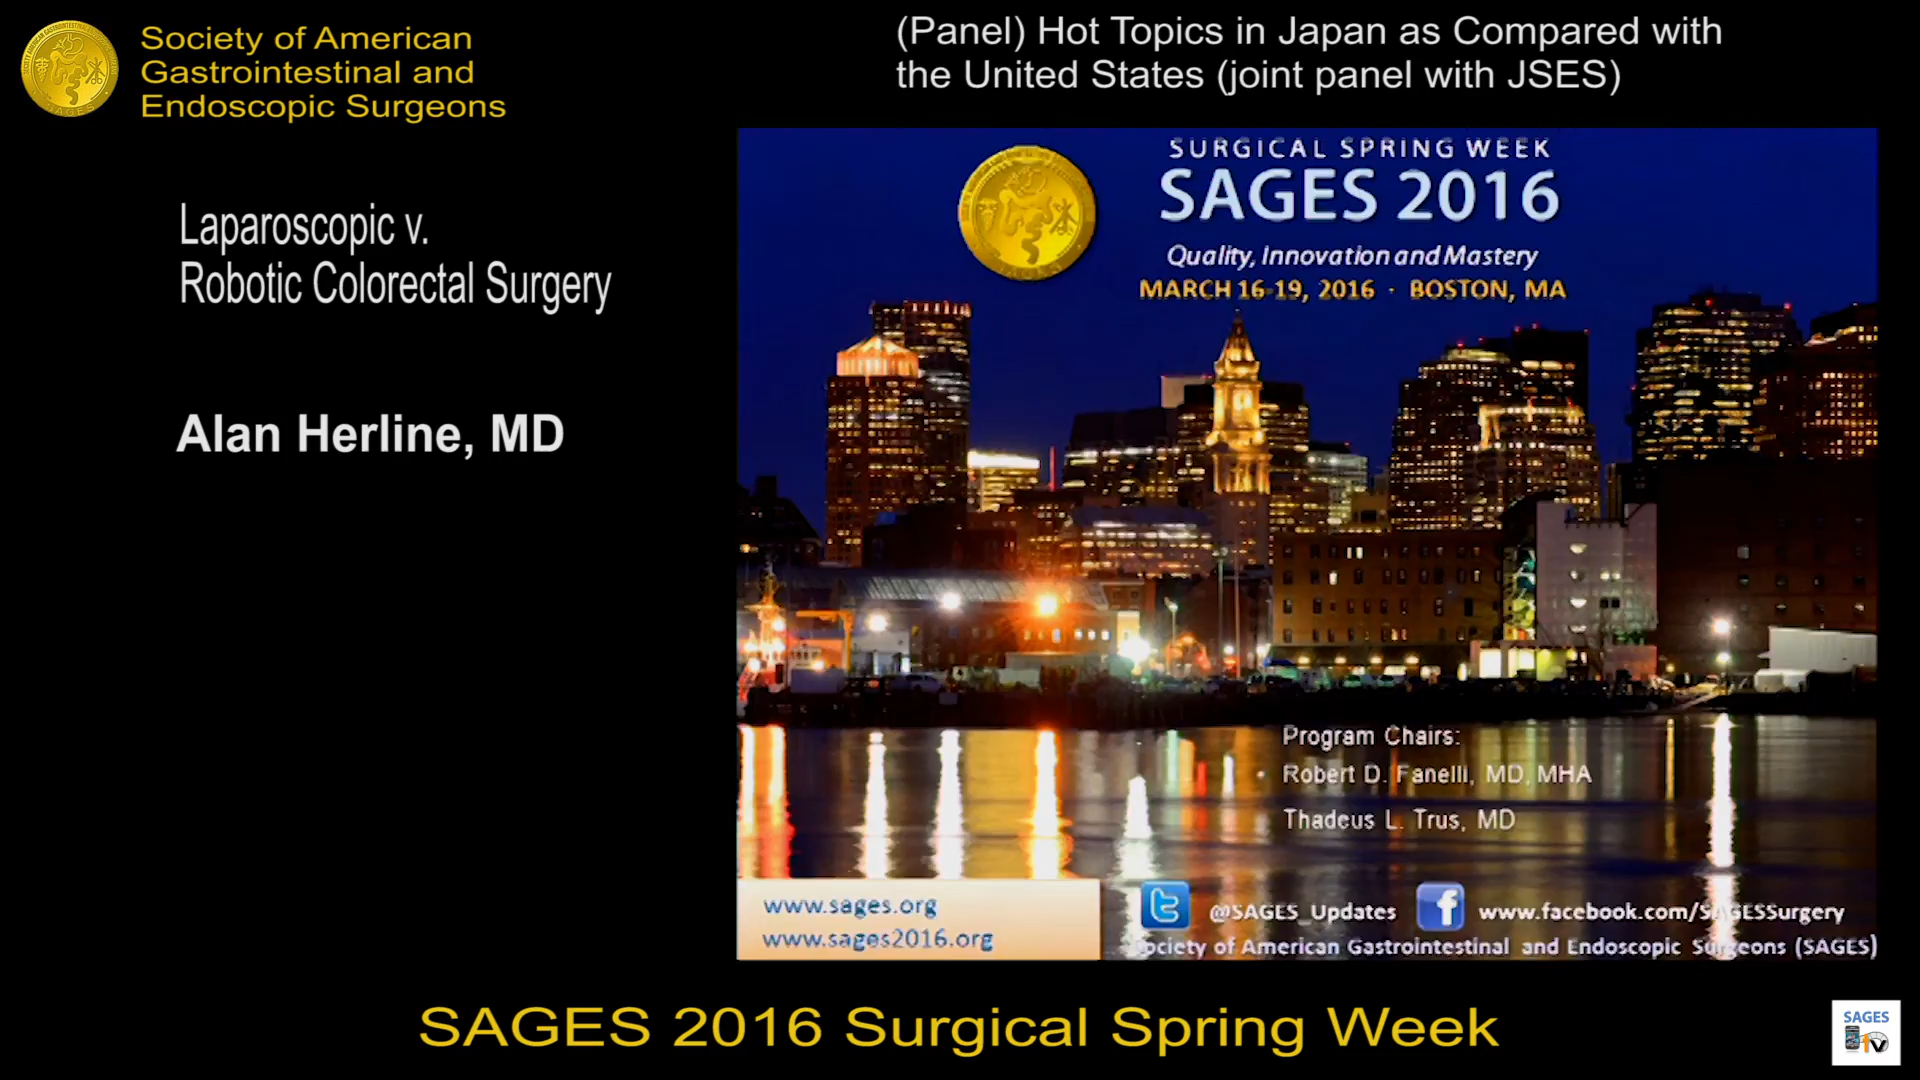 Society of American
Gastrointestinal and
Endoscopic Surgeons
(Panel) Hot Topics in Japan as Compared with
the United States (joint panel with JSES)
Laparoscopic v.
Robotic Colorectal Surgery
Alan Herline, MD
SURGICAL SPRING WEEK
SAGES 2016
Quality, Innovation and Mastery
MARCH 16-19, 2016 · BOSTON, MA
Program Chairs:
Robert D. Fanelli, MD, MHA
Thadeus L. Trus, MD
www.sages.org
www.sages2016.org
@SAGES_Updates
www.facebook.com/SAGESSurgery
Society of American Gastrointestinal and Endoscopic Surgeons (SAGES)
SAGES 2016 Surgical Spring Week
SAGES
TV